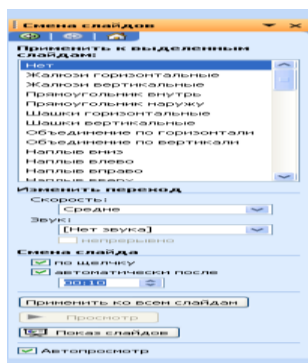 Смена слайдов
Применить к выделенным
слайдам:
Нет
Жалюзи горизонтальные
Жалюзи вертикальные
Прямоугольник внутрь
Прямоугольник наружу
Шашки горизонтальные
Шашки вертикальные
Объединение по горизонтали
Объединение по вертикали
Наплыв вниз
Наплыв влево
Наплыв вправо
Наплыв вверх
Изменить переход
Скорость:
Средне
Звук:
[Нет звука]
непрерывно
Смена слайда
по щелчку
автоматически после
00:10
Применить ко всем слайдам
Просмотр
Показ слайдов
Автопросмотр